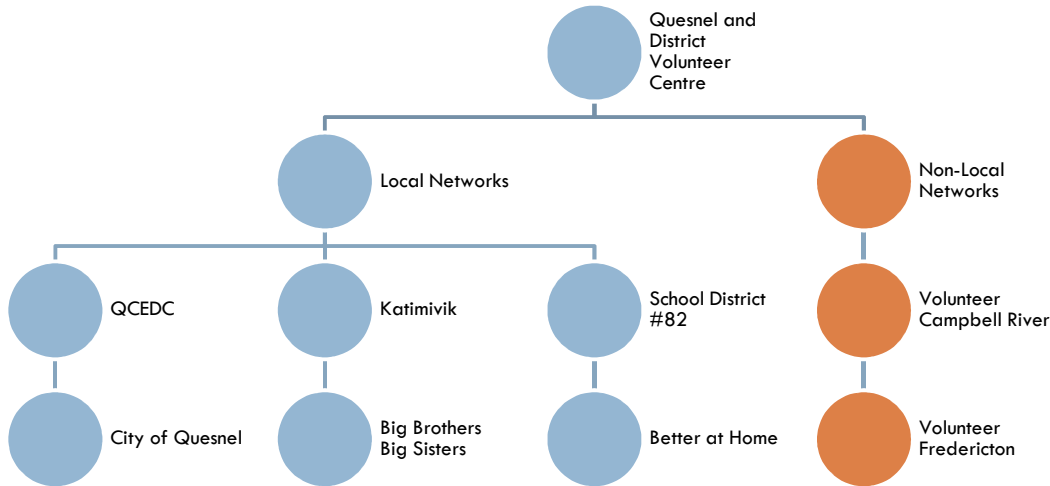 Quesnel and
District
Volunteer
Centre
Local Networks
Non-Local
Networks
QCEDC
Katimivik
School District
#82
Volunteer
Campbell River
City of Quesnel
Big Brothers
Big Sisters
Better at Home
Volunteer
Fredericton